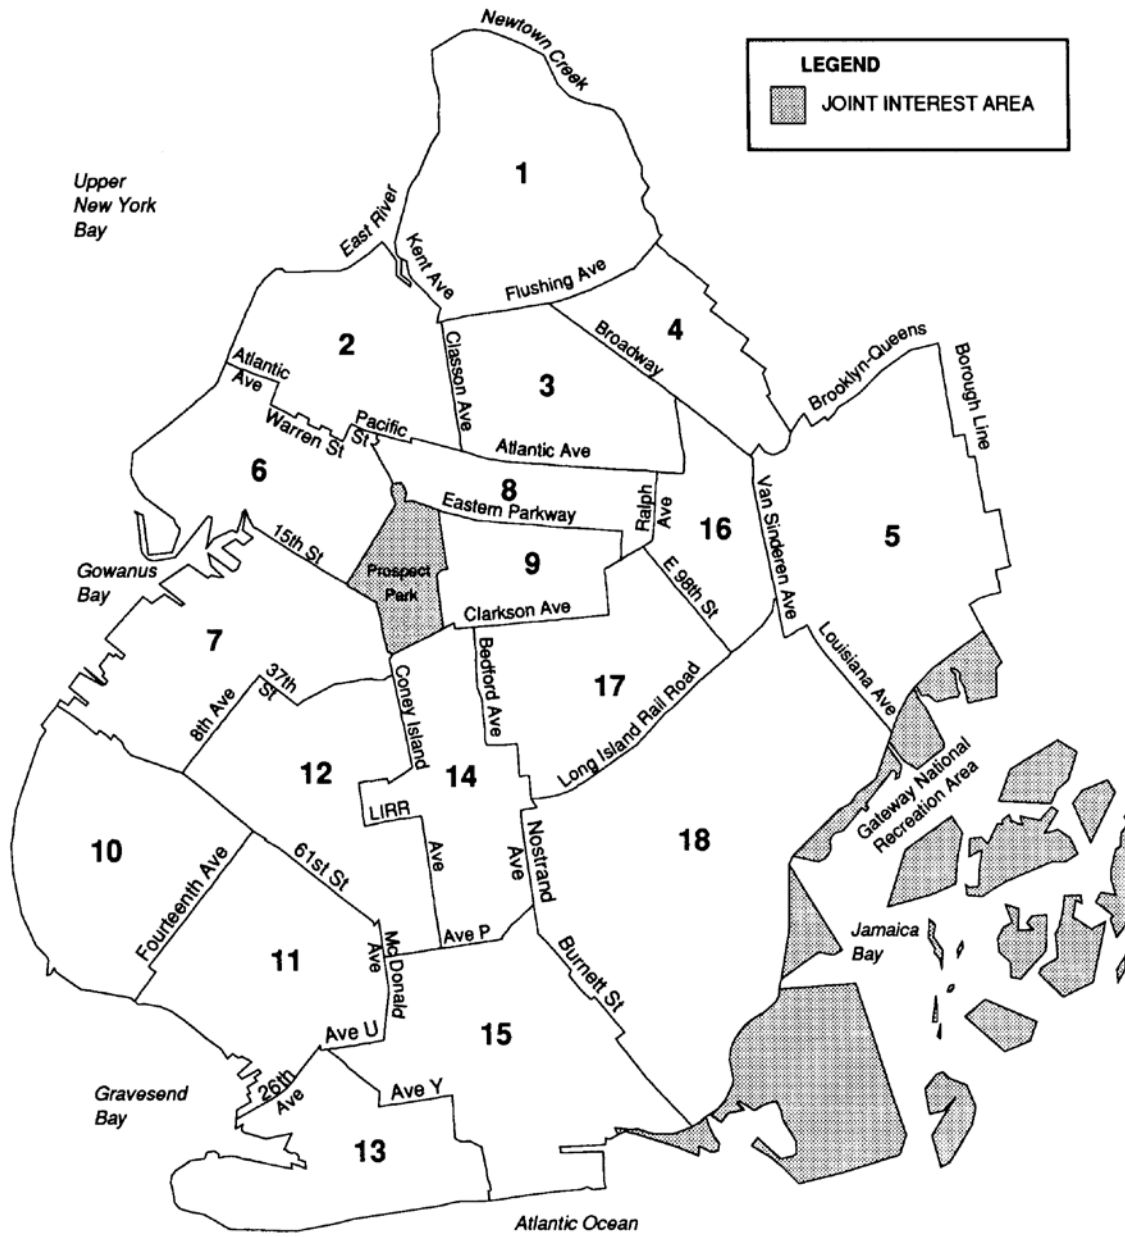 Newtown Creek
LEGEND
JOINT INTEREST AREA
1
Upper
New York
Bay
East River
Kent Ave
Flushing Ave
2
Atlantic
Ave
Classon Ave
Broadway
4
3
Brooklyn-Queens
Borough Line
Warren St
Pacific
St
Atlantic Ave
6
8
Eastern Parkway
Ralph
Ave
16
Van Sinderen Ave
5
15th St
Prospect
Park
9
Clarkson Ave
E 98th St
Gowanus
Bay
7
37th
St
8th Ave
Coney Island
Ave
Bedford Ave
17
Long Island Rail Road
Louisiana Ave
12
14
LIRR
Gateway National
Recreation Area
10
Fourteenth Ave
61st St
Nostrand
Ave
18
Ave P
McDonald
Ave
11
Burnett St
Jamaica
Bay
Ave U
15
26th
Ave
Ave Y
Gravesend
Bay
13
Atlantic Ocean